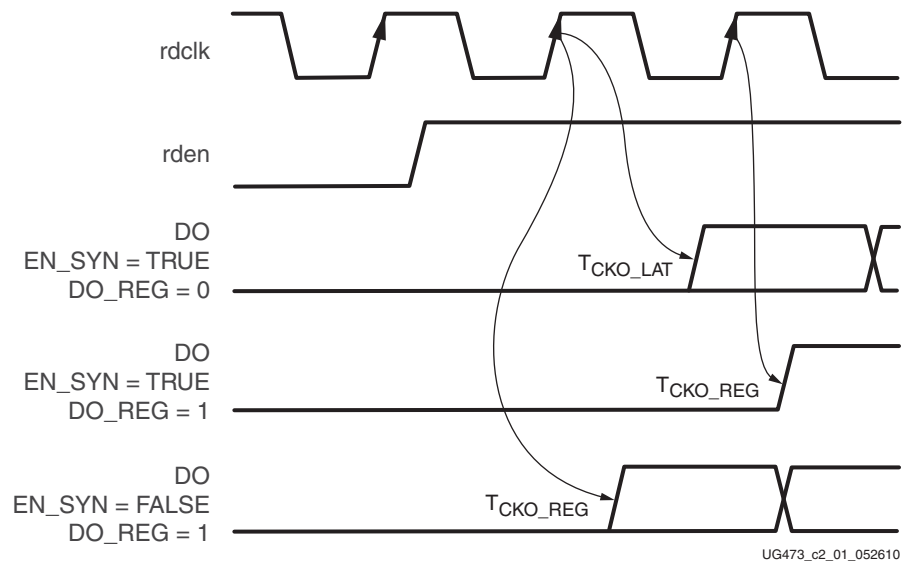 rdclk
rden
DO
EN_SYN = TRUE
DO_REG = 0
TCKO_LAT
DO
EN_SYN = TRUE
DO_REG = 1
TCKO_REG
DO
EN_SYN = FALSE
DO_REG = 1
TCKO_REG
UG473_c2_01_052610